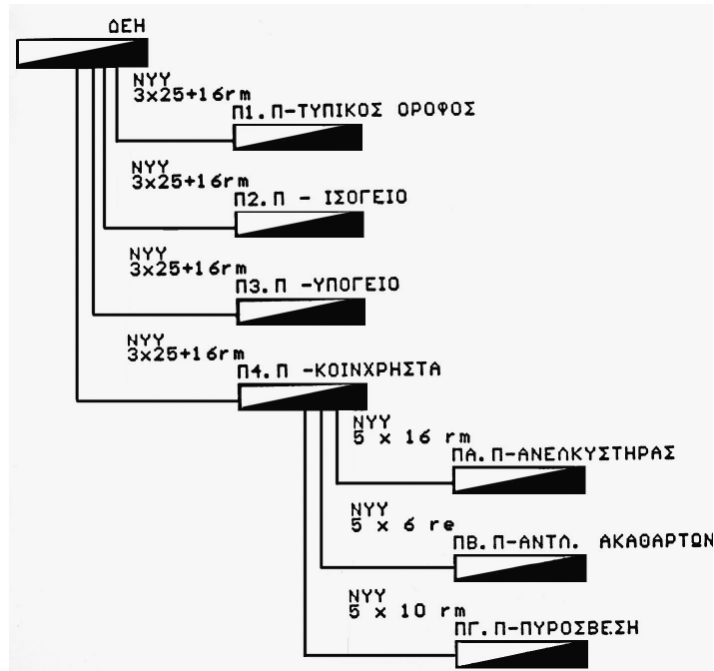 ΔΕΗ
NYY
3x25+16rm
Π1.Π-ΤΥΠΙΚΟΣ ΟΡΟΦΟΣ
NYY
3x25+16rm
Π2.Π - ΙΣΟΓΕΙΟ
NYY
3x25+16rm
Π3.Π -ΥΠΟΓΕΙΟ
NYY
3x25+16rm
Π4.Π -ΚΟΙΝΧΡΗΣΤΑ
NYY
5 x 16 rm
ΠΑ.Π-ΑΝΕΛΚΥΣΤΗΡΑΣ
NYY
5 x 6 re
ΠΒ.Π-ΑΝΤΛ. ΑΚΑΘΑΡΤΩΝ
NYY
5 x 10 rm
ΠΓ.Π-ΠΥΡΟΣΒΕΣΗ